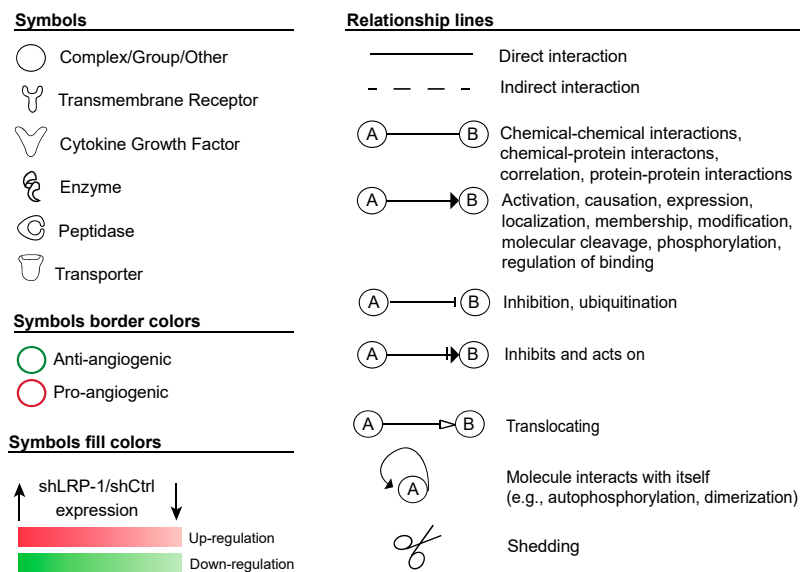 Symbols
Complex/Group/Other
Transmembrane Receptor
Cytokine Growth Factor
Enzyme
Peptidase
Transporter
Symbols border colors
Anti-angiogenic
Pro-angiogenic
Symbols fill colors
shLRP-1/shCtrl
expression
Up-regulation
Down-regulation
Relationship lines
Direct interaction
Indirect interaction
A B Chemical-chemical interactions,
chemical-protein interactons,
correlation, protein-protein interactions
A B Activation, causation, expression,
localization, membership, modification,
molecular cleavage, phosphorylation,
regulation of binding
A B Inhibition, ubiquitination
A B Inhibits and acts on
A B Translocating
A Molecule interacts with itself
(e.g., autophosphorylation, dimerization)
Shedding